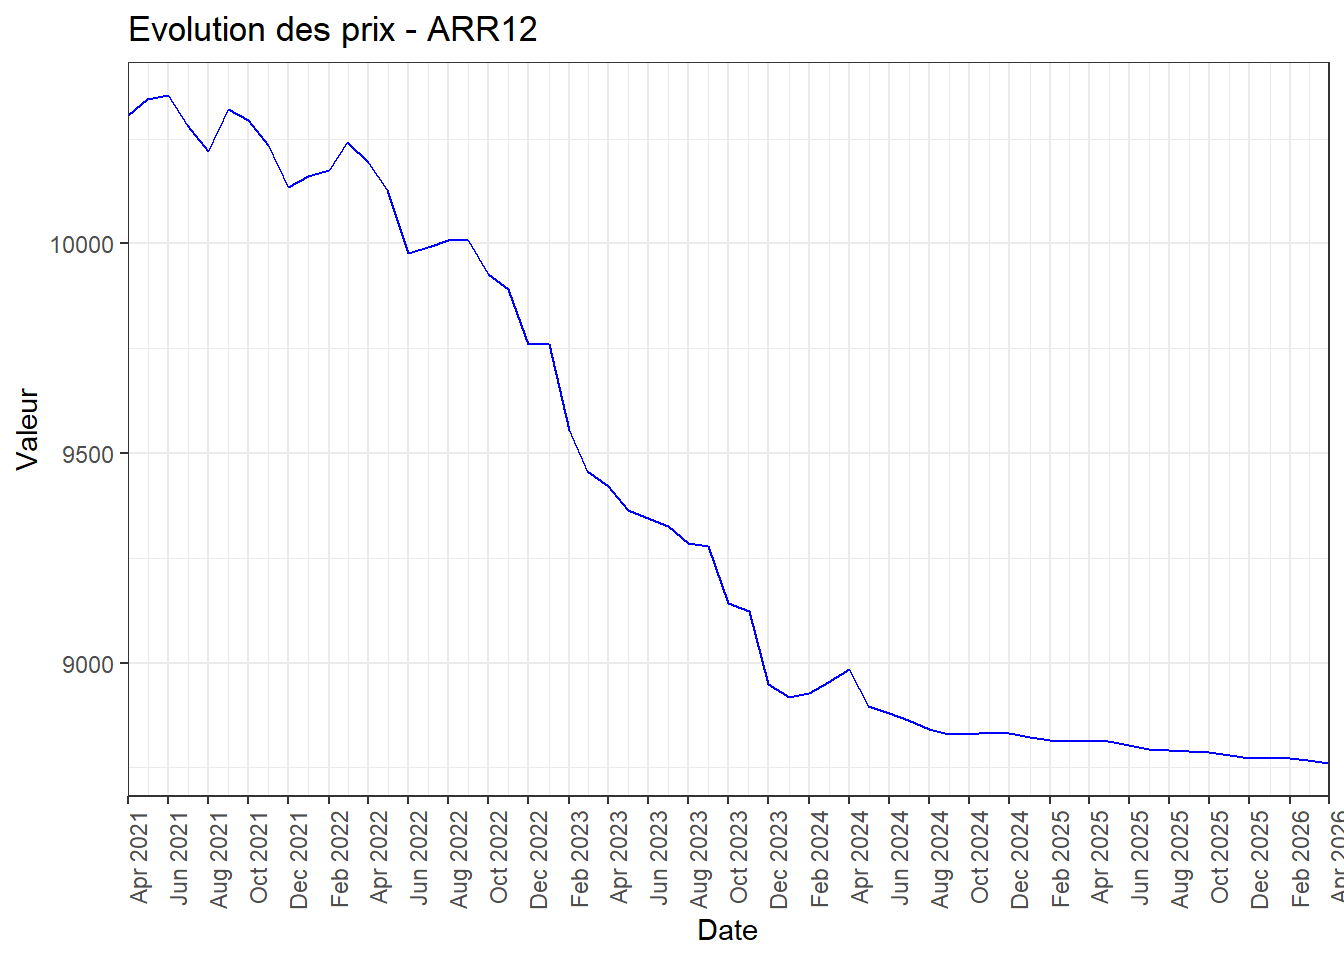 Evolution des prix - ARR12
Valeur
10000
9500
9000
Apr 2021
Jun 2021
Aug 2021
Oct 2021
Dec 2021
Feb 2022
Apr 2022
Jun 2022
Aug 2022
Oct 2022
Dec 2022
Feb 2023
Apr 2023
Jun 2023
Aug 2023
Oct 2023
Dec 2023
Feb 2024
Apr 2024
Jun 2024
Aug 2024
Oct 2024
Dec 2024
Feb 2025
Apr 2025
Jun 2025
Aug 2025
Oct 2025
Dec 2025
Feb 2026
Apr 2026
Date